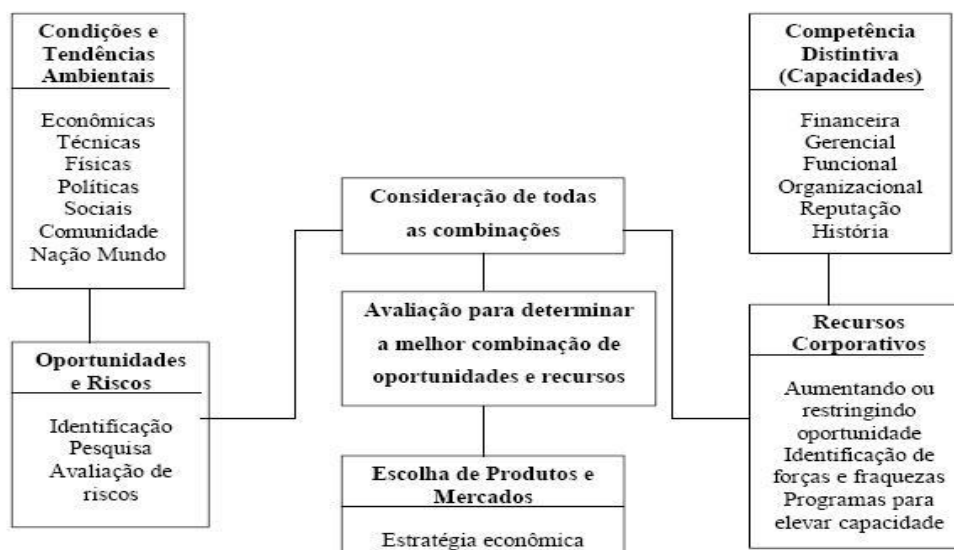 Condições e
Tendências
Ambientais
Econômicas
Técnicas
Físicas
Políticas
Sociais
Comunidade
Nação Mundo
Oportunidades
e Riscos
Identificação
Pesquisa
Avaliação de
riscos
Consideração de todas
as combinações
Avaliação para determinar
a melhor combinação de
oportunidades e recursos
Escolha de Produtos e
Mercados
Estratégia econômica
Competência
Distintiva
(Capacidades)
Financeira
Gerencial
Funcional
Organizacional
Reputação
História
Recursos
Corporativos
Aumentando ou
restringindo
oportunidade
Identificação de
forças e fraquezas
Programas para
elevar capacidade